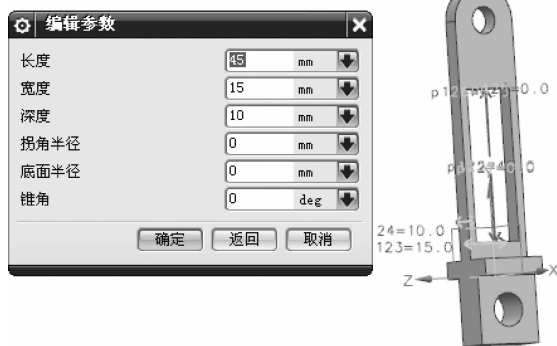 编辑参数
长度 45 mm
宽度 15 mm
深度 10 mm
拐角半径 0 mm
底面半径 0 mm
锥角 0 deg
确定 返回 取消
=0.0
24=10.0
123=15.0
Z
X